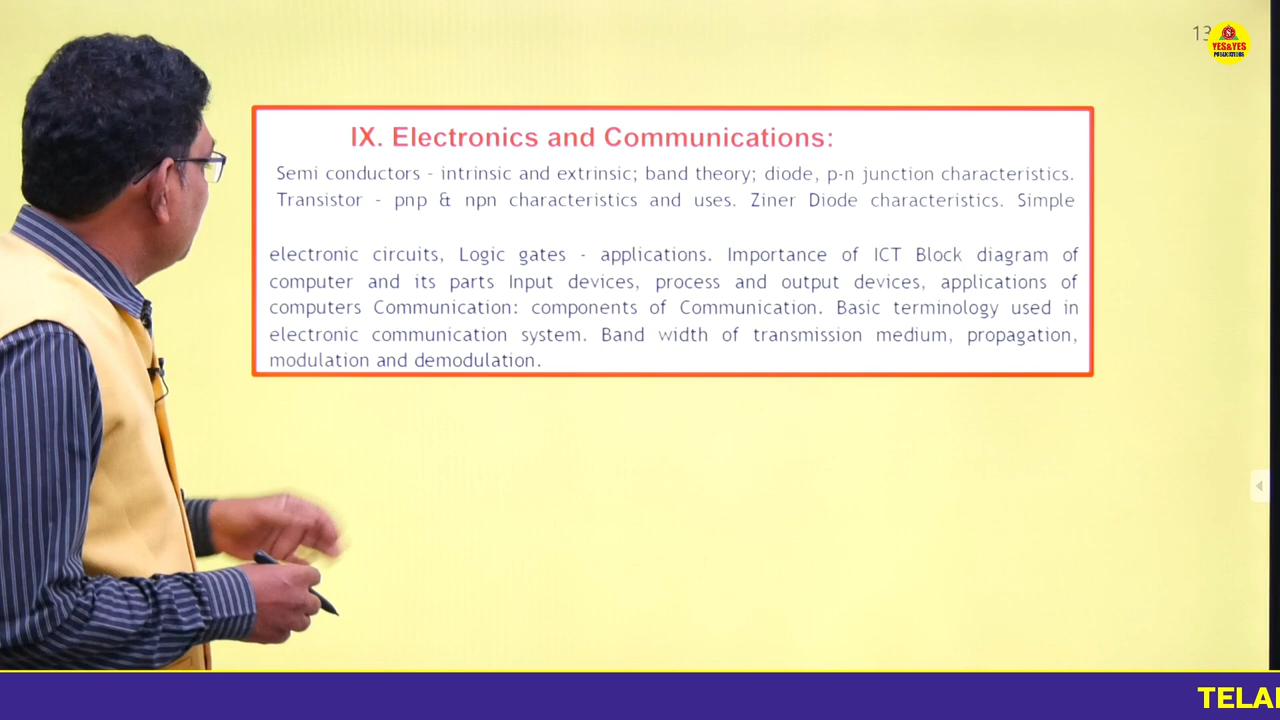 13
YES&YES
PUBLICATIONS
IX. Electronics and Communications:
Semi conductors - intrinsic and extrinsic; band theory; diode, p-n junction characteristics.
Transistor - pnp & npn characteristics and uses. Ziner Diode characteristics. Simple
electronic circuits, Logic gates - applications. Importance of ICT Block diagram of
computer and its parts Input devices, process and output devices, applications of
computers Communication: components of Communication. Basic terminology used in
electronic communication system. Band width of transmission medium, propagation,
modulation and demodulation.
TELA